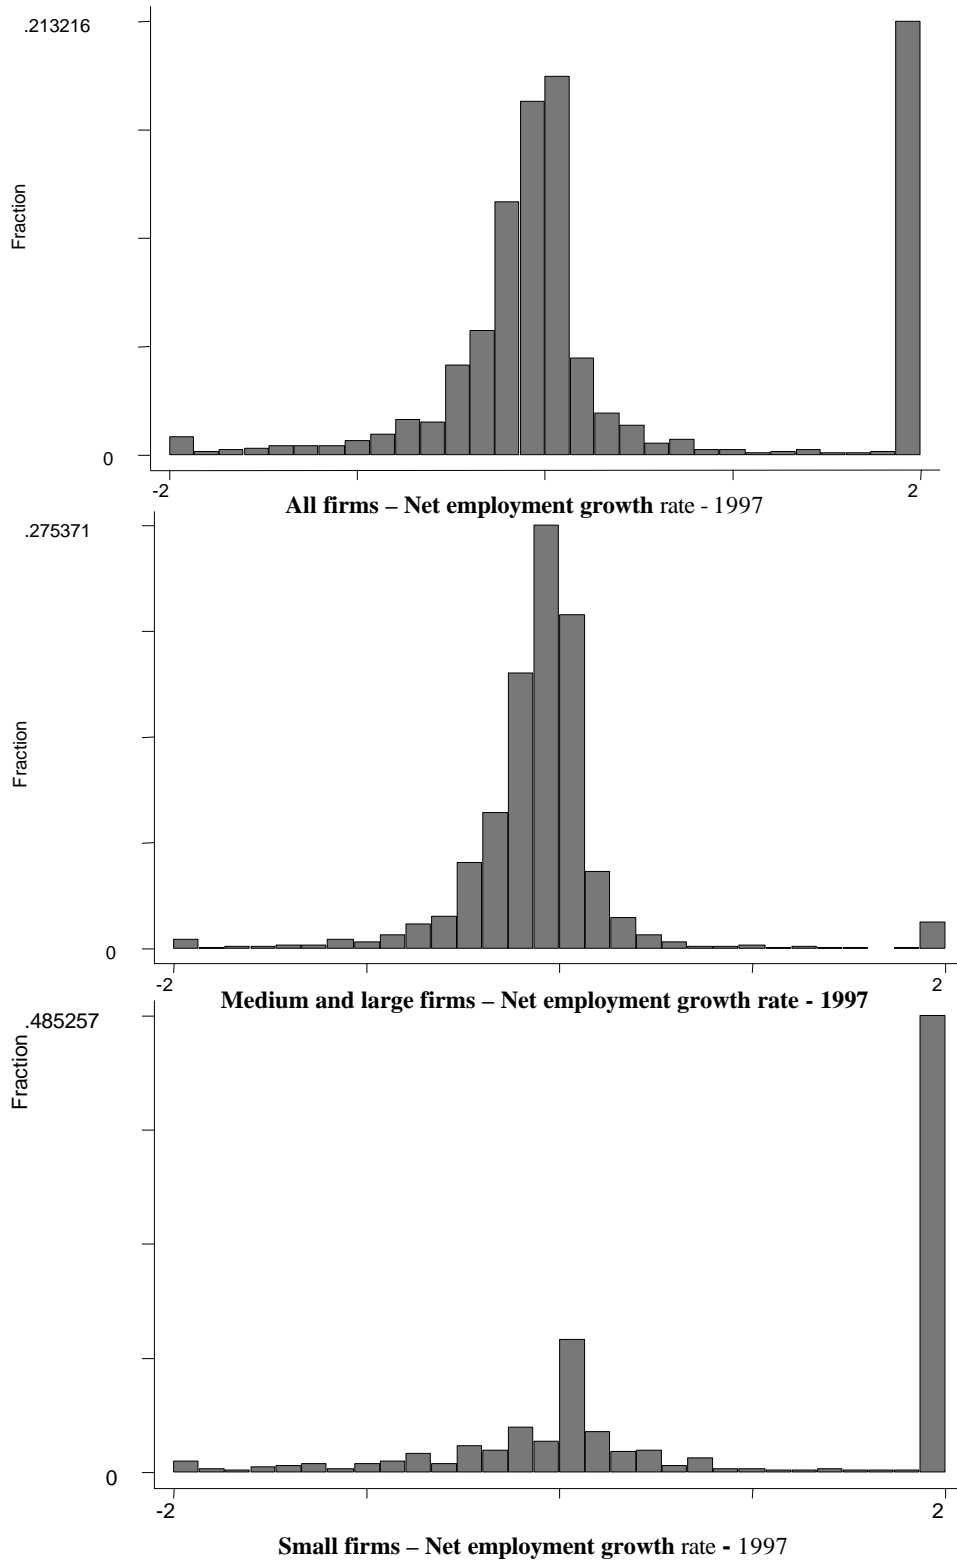 .213216
Fraction
0
-2 2
All firms – Net employment growth rate - 1997
.275371
Fraction
0
-2 2
Medium and large firms – Net employment growth rate - 1997
.485257
Fraction
0
-2 2
Small firms – Net employment growth rate - 1997